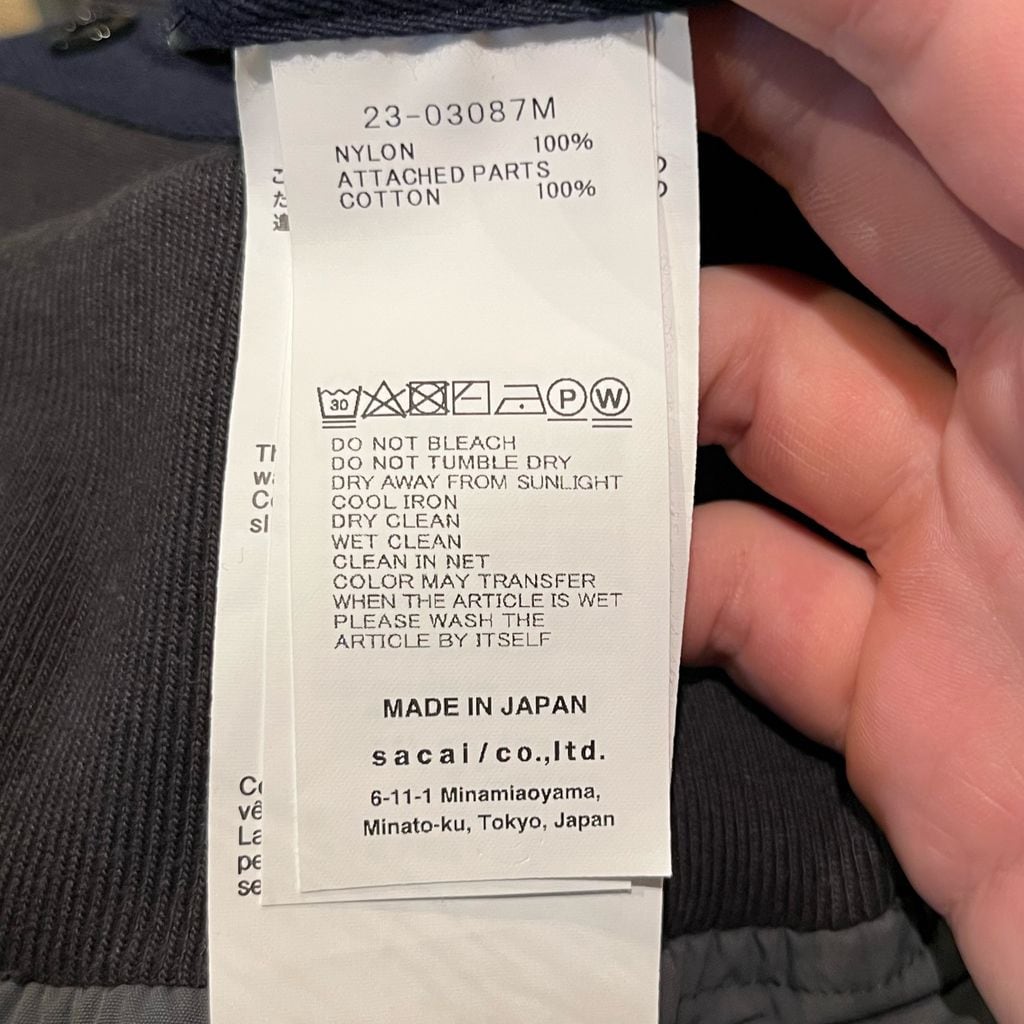 23-03087M
NYLON 100%
ATTACHED PARTS
COTTON 100%
30
P
W
DO NOT BLEACH
DO NOT TUMBLE DRY
DRY AWAY FROM SUNLIGHT
COOL IRON
DRY CLEAN
WET CLEAN
CLEAN IN NET
COLOR MAY TRANSFER
WHEN THE ARTICLE IS WET
PLEASE WASH THE
ARTICLE BY ITSELF
MADE IN JAPAN
sacai/co.,ltd.
6-11-1 Minamiaoyama,
Minato-ku, Tokyo, Japan